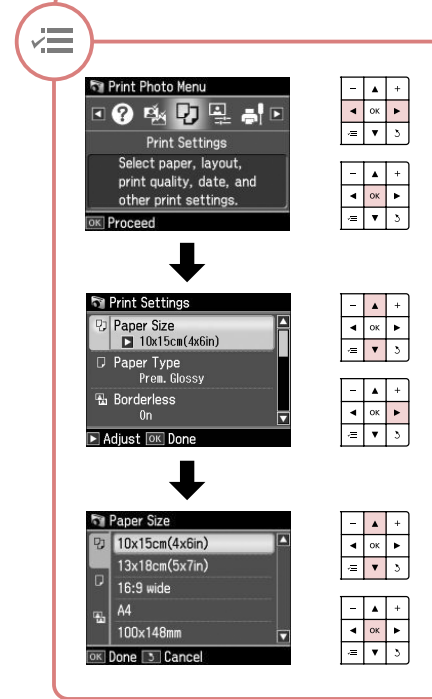 Print Photo Menu
Print Settings
Select paper, layout,
print quality, date, and
other print settings.
OK Proceed
- +
OK
- +
OK
Print Settings
Paper Size
10x15cm(4x6in)
Paper Type
Prem. Glossy
Borderless
On
Adjust OK Done
- +
OK
- +
OK
Paper Size
10x15cm(4x6in)
13x18cm(5x7in)
16:9 wide
A4
100x148mm
OK Done Cancel
- +
OK
- +
OK